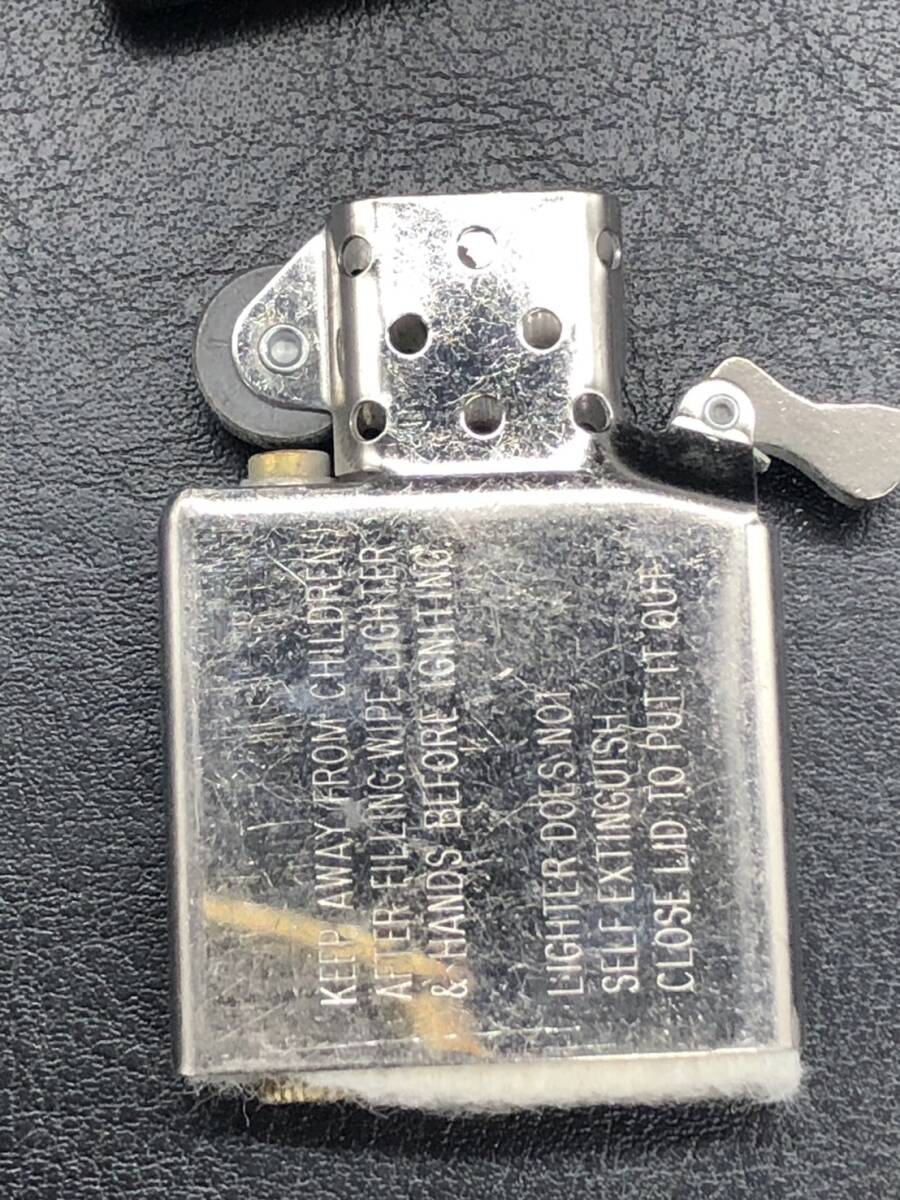 KEEP AWAY FROM CHILDREN
AFTER FILLING, WIPE LIGHTER
& HANDS BEFORE IGNITING
LIGHTER DOES NOT
SELF EXTINGUISH
CLOSE LID TO PUT IT OUT